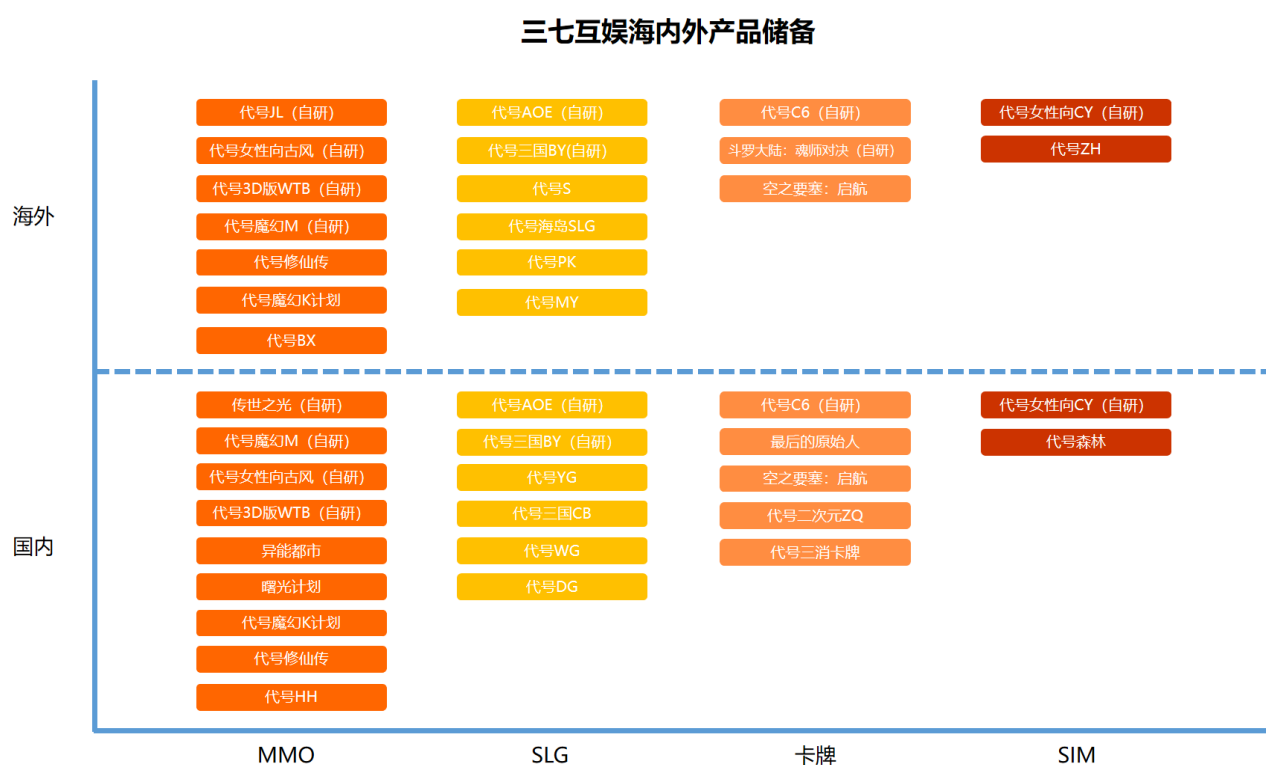 三七互娱海内外产品储备
海外
代号JL（自研）
代号女性向古风（自研）
代号3D版WTB（自研）
代号魔幻M（自研）
代号修仙传
代号魔幻K计划
代号BX
代号AOE（自研）
代号三国BY(自研）
代号S
代号海岛SLG
代号PK
代号MY
代号C6（自研）
斗罗大陆：魂师对决（自研）
空之要塞：启航
代号女性向CY（自研）
代号ZH
国内
传世之光（自研）
代号魔幻M（自研）
代号女性向古风（自研）
代号3D版WTB（自研）
异能都市
曙光计划
代号魔幻K计划
代号修仙传
代号HH
代号AOE（自研）
代号三国BY（自研）
代号YG
代号三国CB
代号WG
代号DG
代号C6（自研）
最后的原始人
空之要塞：启航
代号二次元ZQ
代号三消卡牌
代号女性向CY（自研）
代号森林
MMO
SLG
卡牌
SIM